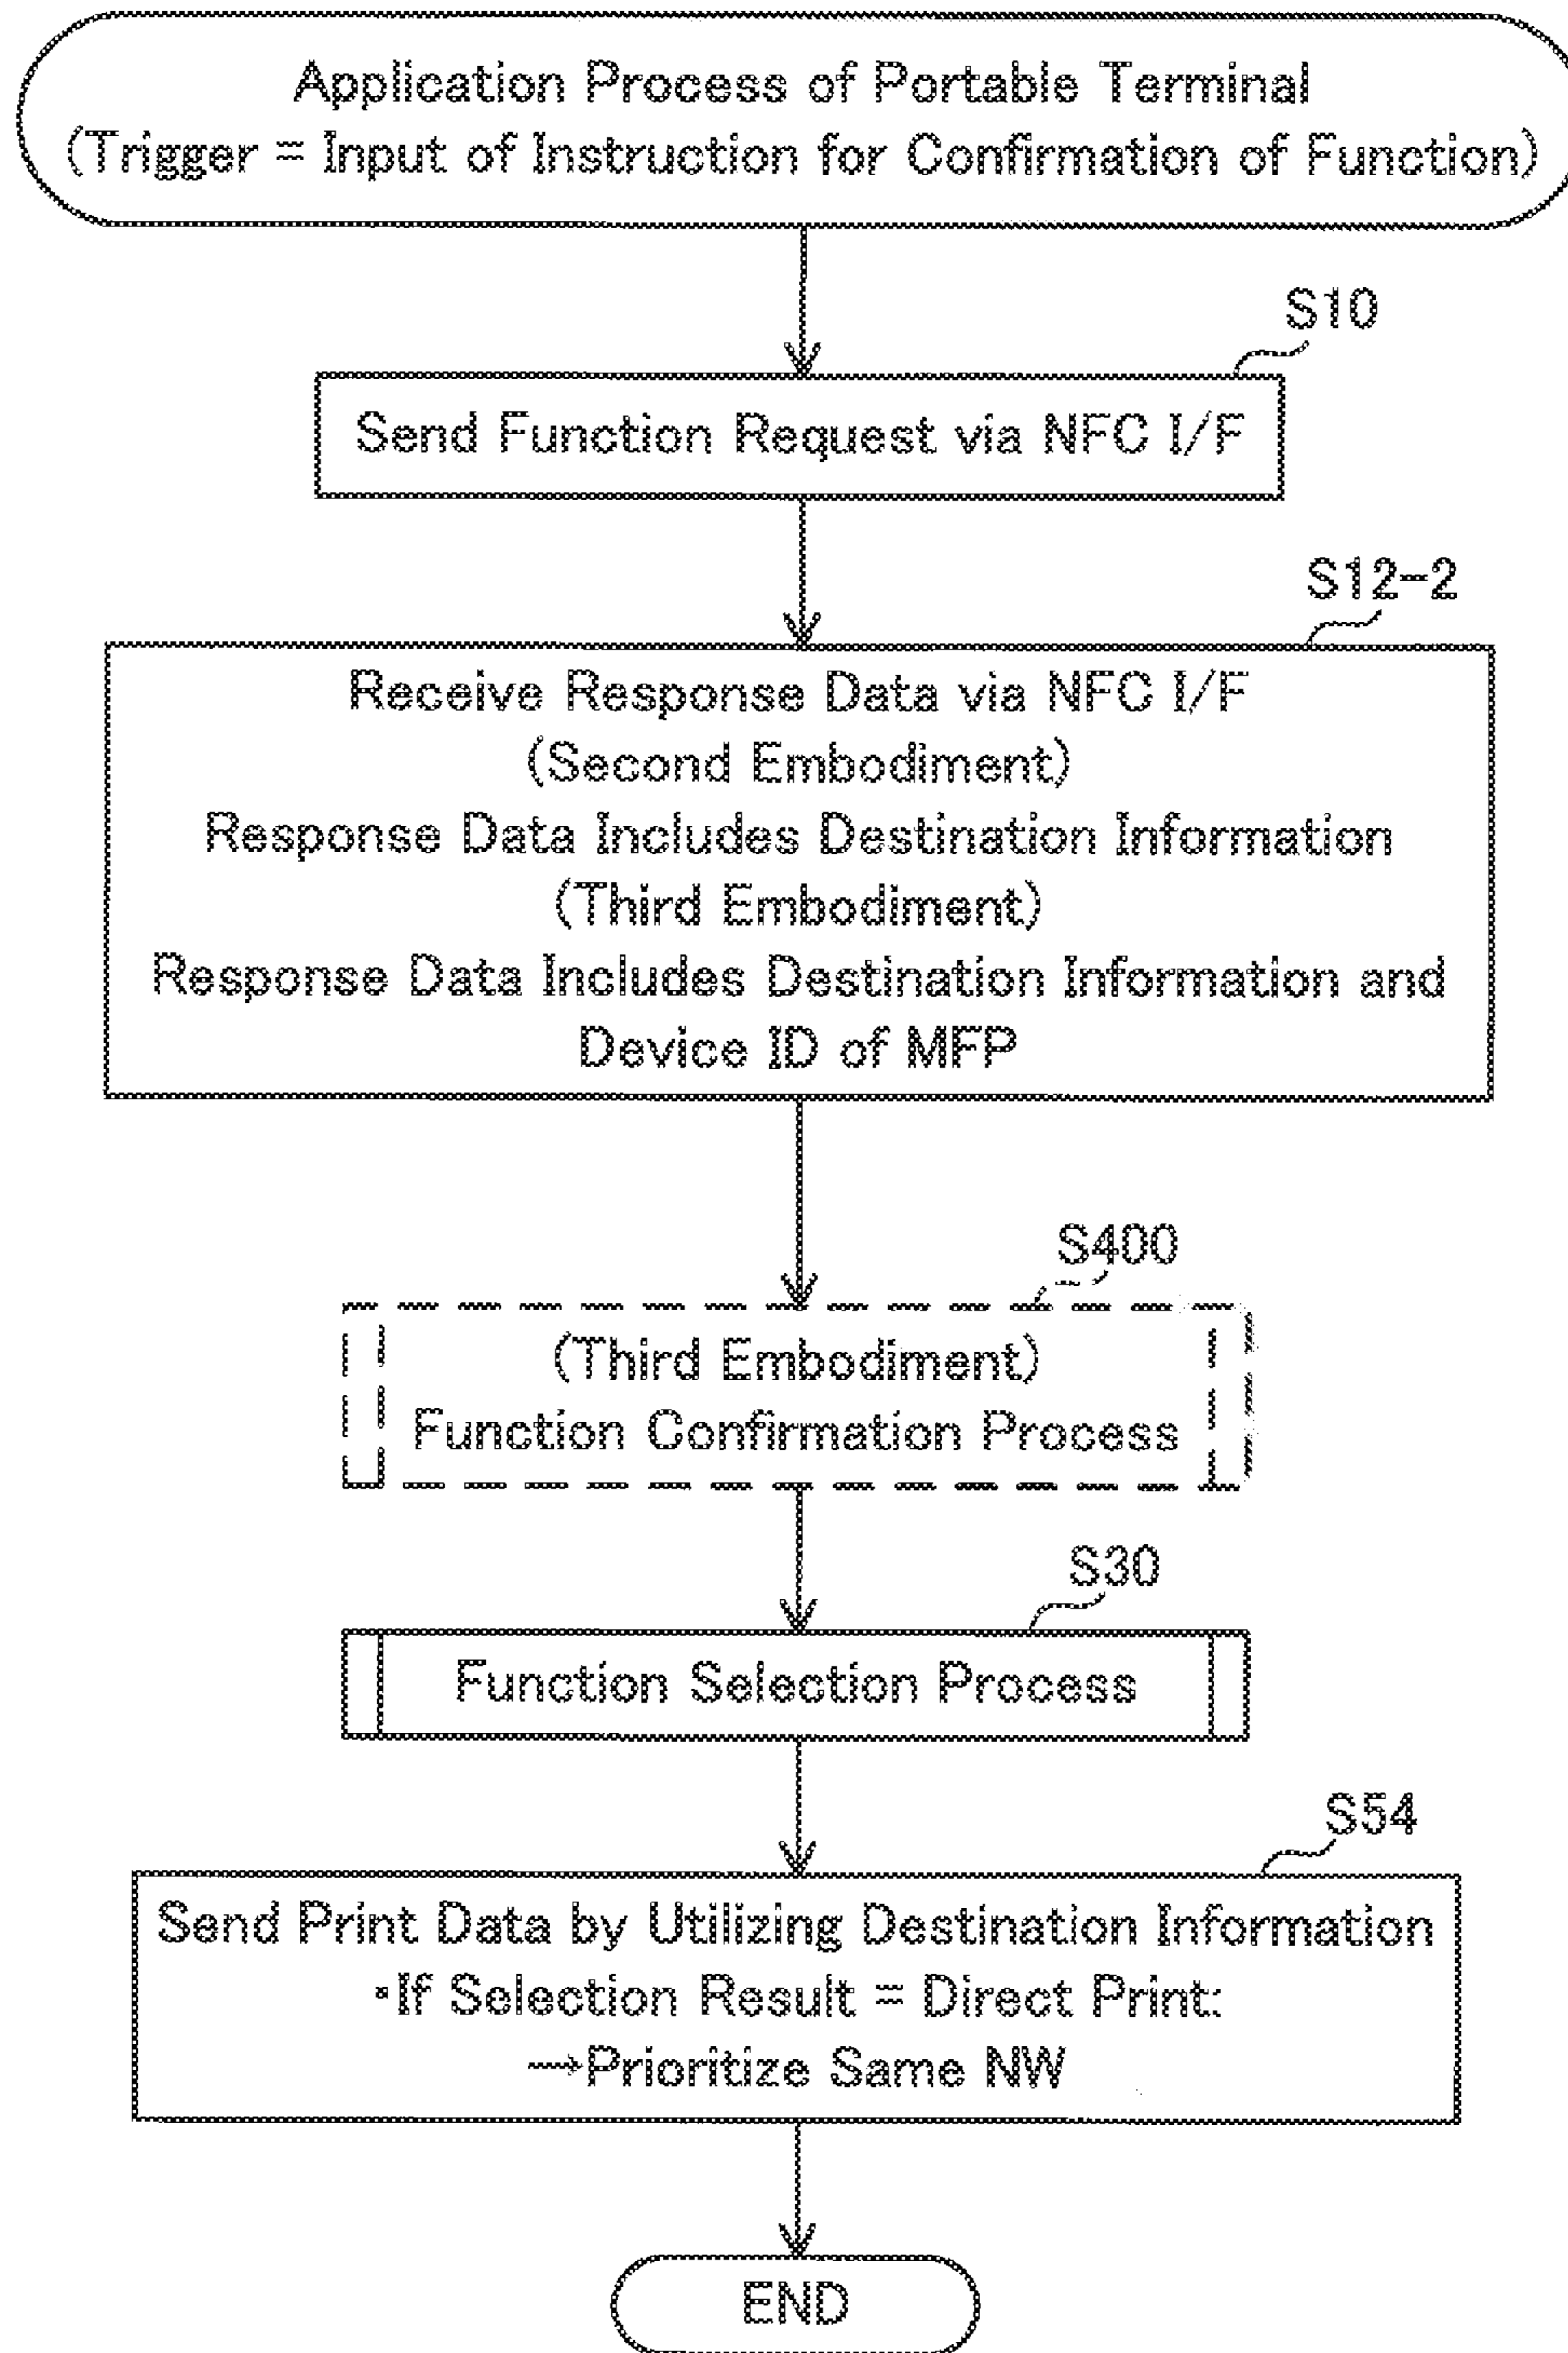 Application Process of Portable Terminal
(Trigger = Input of Instruction for Confirmation of Function)
S10
Send Function Request via NFC I/F
S12-2
Receive Response Data via NFC I/F
(Second Embodiment)
Response Data Includes Destination Information
(Third Embodiment)
Response Data Includes Destination Information and
Device ID of MFP
S400
(Third Embodiment)
Function Confirmation Process
S30
Function Selection Process
S54
Send Print Data by Utilizing Destination Information
・If Selection Result = Direct Print:
→Prioritize Same NW
END